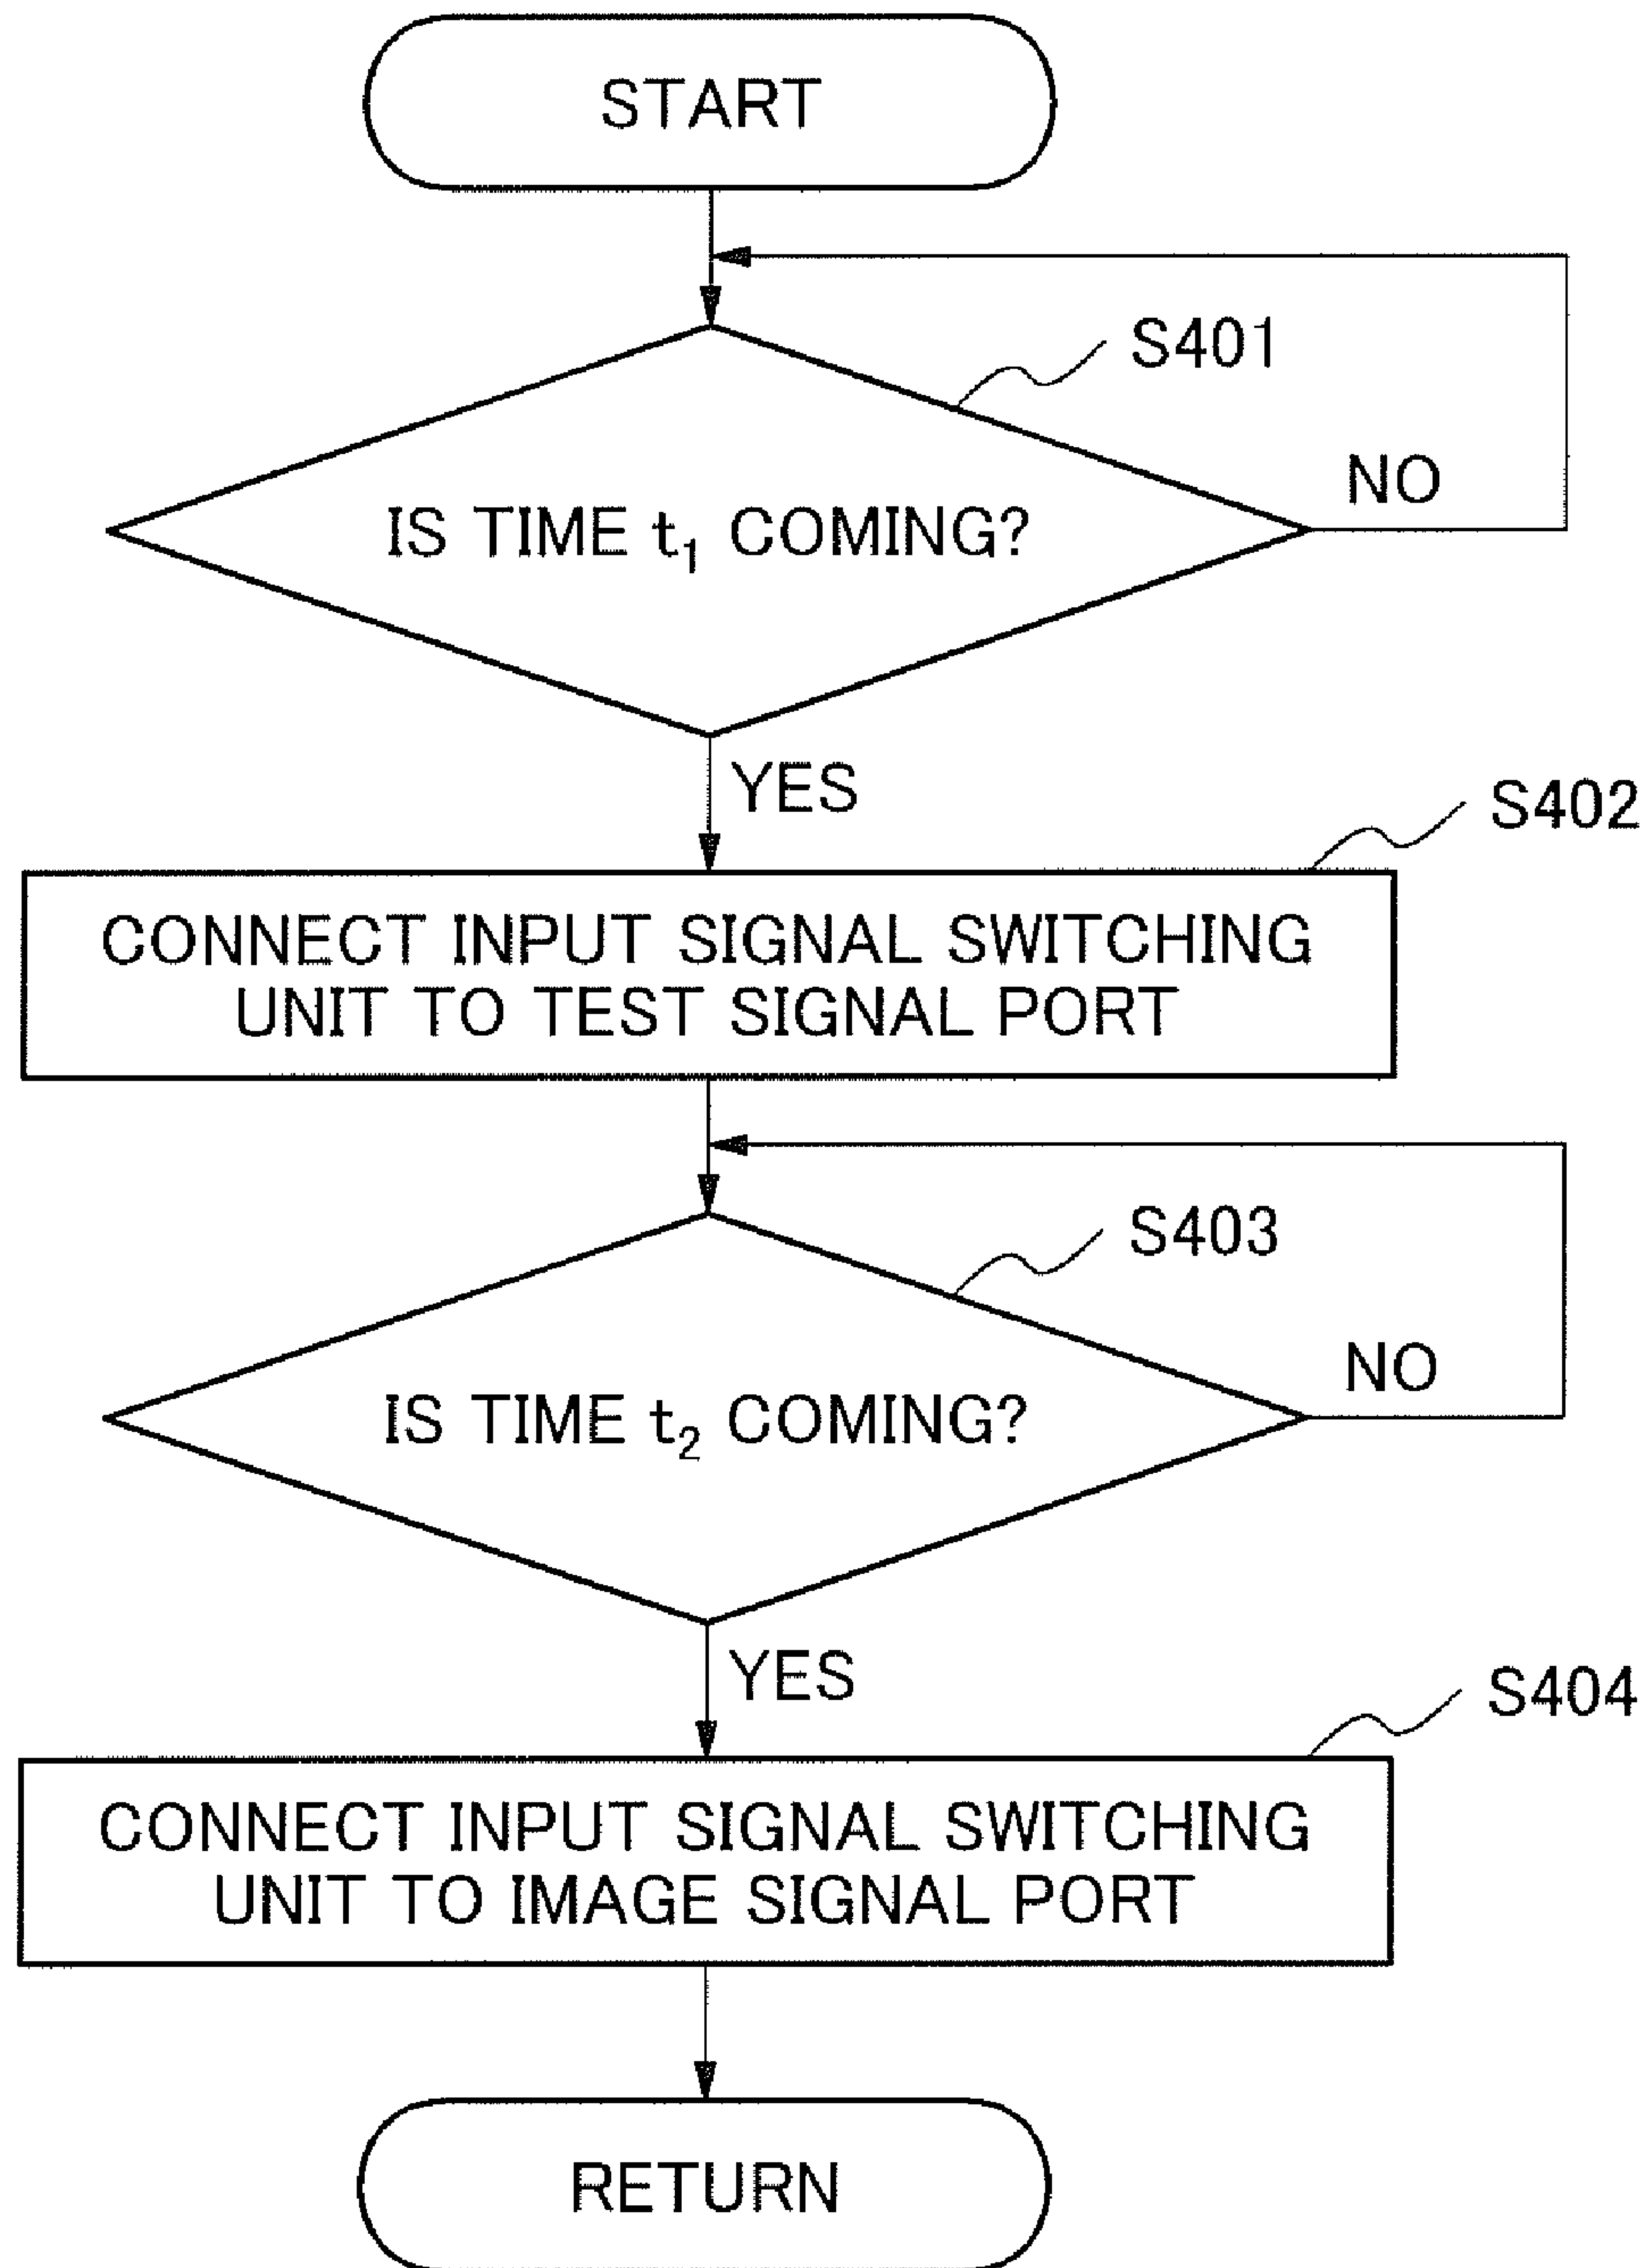 START
S401
NO
IS TIME t₁ COMING?
YES
S402
CONNECT INPUT SIGNAL SWITCHING
UNIT TO TEST SIGNAL PORT
S403
NO
IS TIME t₂ COMING?
YES
S404
CONNECT INPUT SIGNAL SWITCHING
UNIT TO IMAGE SIGNAL PORT
RETURN